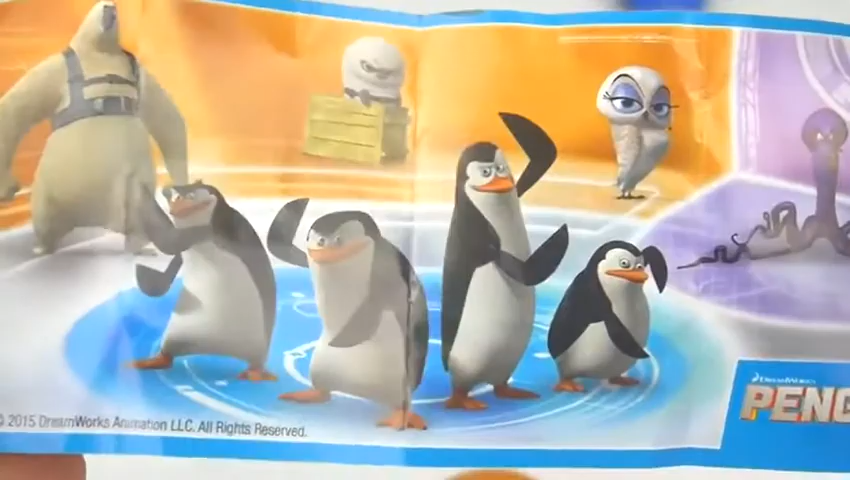 DreamWorks
PENG
© 2015 DreamWorks Animation LLC. All Rights Reserved.